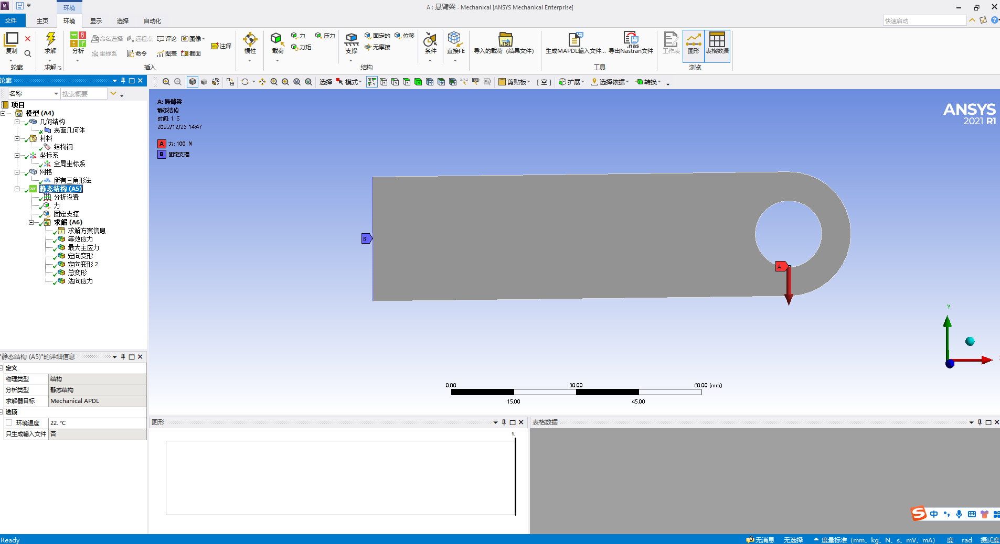 环境
A : 悬臂梁 - Mechanical [ANSYS Mechanical Enterprise]
文件 主页 环境 显示 选择 自动化
快速启动
复制 求解 分析 命名选择 远程点 评论 图像 注释
坐标系 命令 图表 截面
惯性 载荷 力 压力 力矩 支撑 固定的 位移 无摩擦
条件 直接FE 导入的载荷（结果文件） 生成MAPDL输入文件... 导出Nastran文件 工作表 图形 表格数据
轮廓 求解 插入 结构 工具 浏览
轮廓
选择 模式 剪贴板 [ 空 ] 扩展 选择依据 转换
名称 搜索概要
项目
模型 (A4)
几何结构
表面几何体
材料
结构钢
坐标系
全局坐标系
网格
所有三角形法
静态结构 (A5)
分析设置
力
固定支撑
求解 (A6)
求解方案信息
等效应力
最大主应力
定向变形
定向变形 2
总变形
法向应力
A: 悬臂梁
静态结构
时间: 1. S
2022/12/23 14:47
A 力: 100. N
B 固定支撑
ANSYS
2021 R1
B
A
Y
0.00 30.00 60.00 (mm)
15.00 45.00
"静态结构 (A5)"的详细信息
定义
物理类型 结构
分析类型 静态结构
求解器目标 Mechanical APDL
选项
环境温度 22. °C
只生成输入文件 否
图形
1.
表格数据
中
Ready
0 无消息 无选择 度量标准（mm、kg、N、s、mV、mA） 度 rad 摄氏度